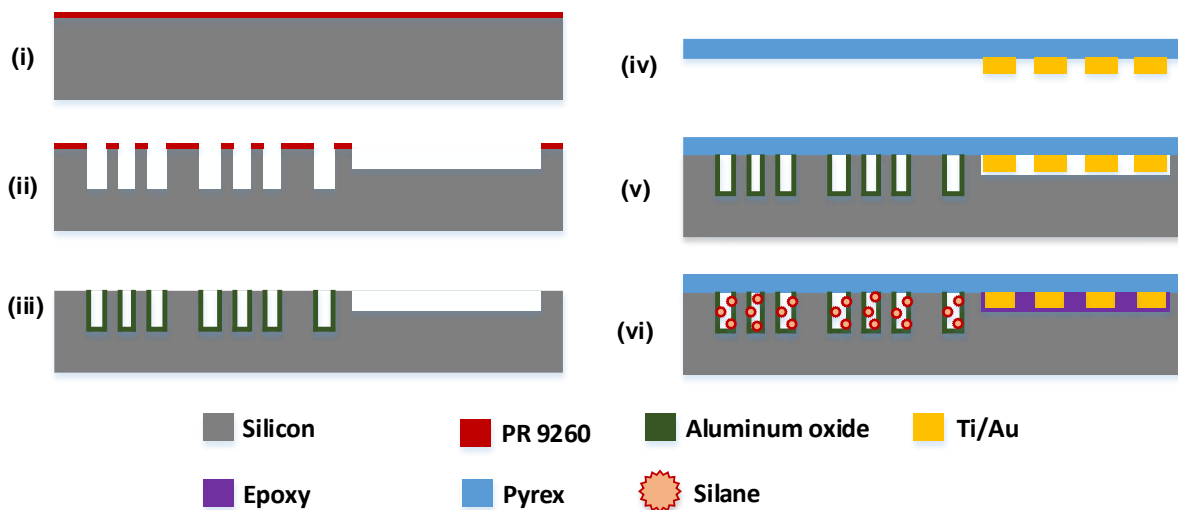 (i)
(ii)
(iii)
(iv)
(v)
(vi)
Silicon
PR 9260
Aluminum oxide
Ti/Au
Epoxy
Pyrex
Silane